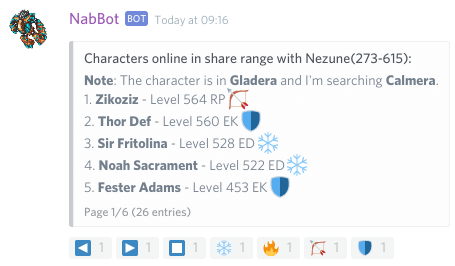 NabBot BOT Today at 09:16
Characters online in share range with Nezune(273-615):
Note: The character is in Gladera and I'm searching Calmera.
1. Zikoziz - Level 564 RP
2. Thor Def - Level 560 EK
3. Sir Fritolina - Level 528 ED
4. Noah Sacrament - Level 522 ED
5. Fester Adams - Level 453 EK
Page 1/6 (26 entries)
1 1 1 1 1 1 1